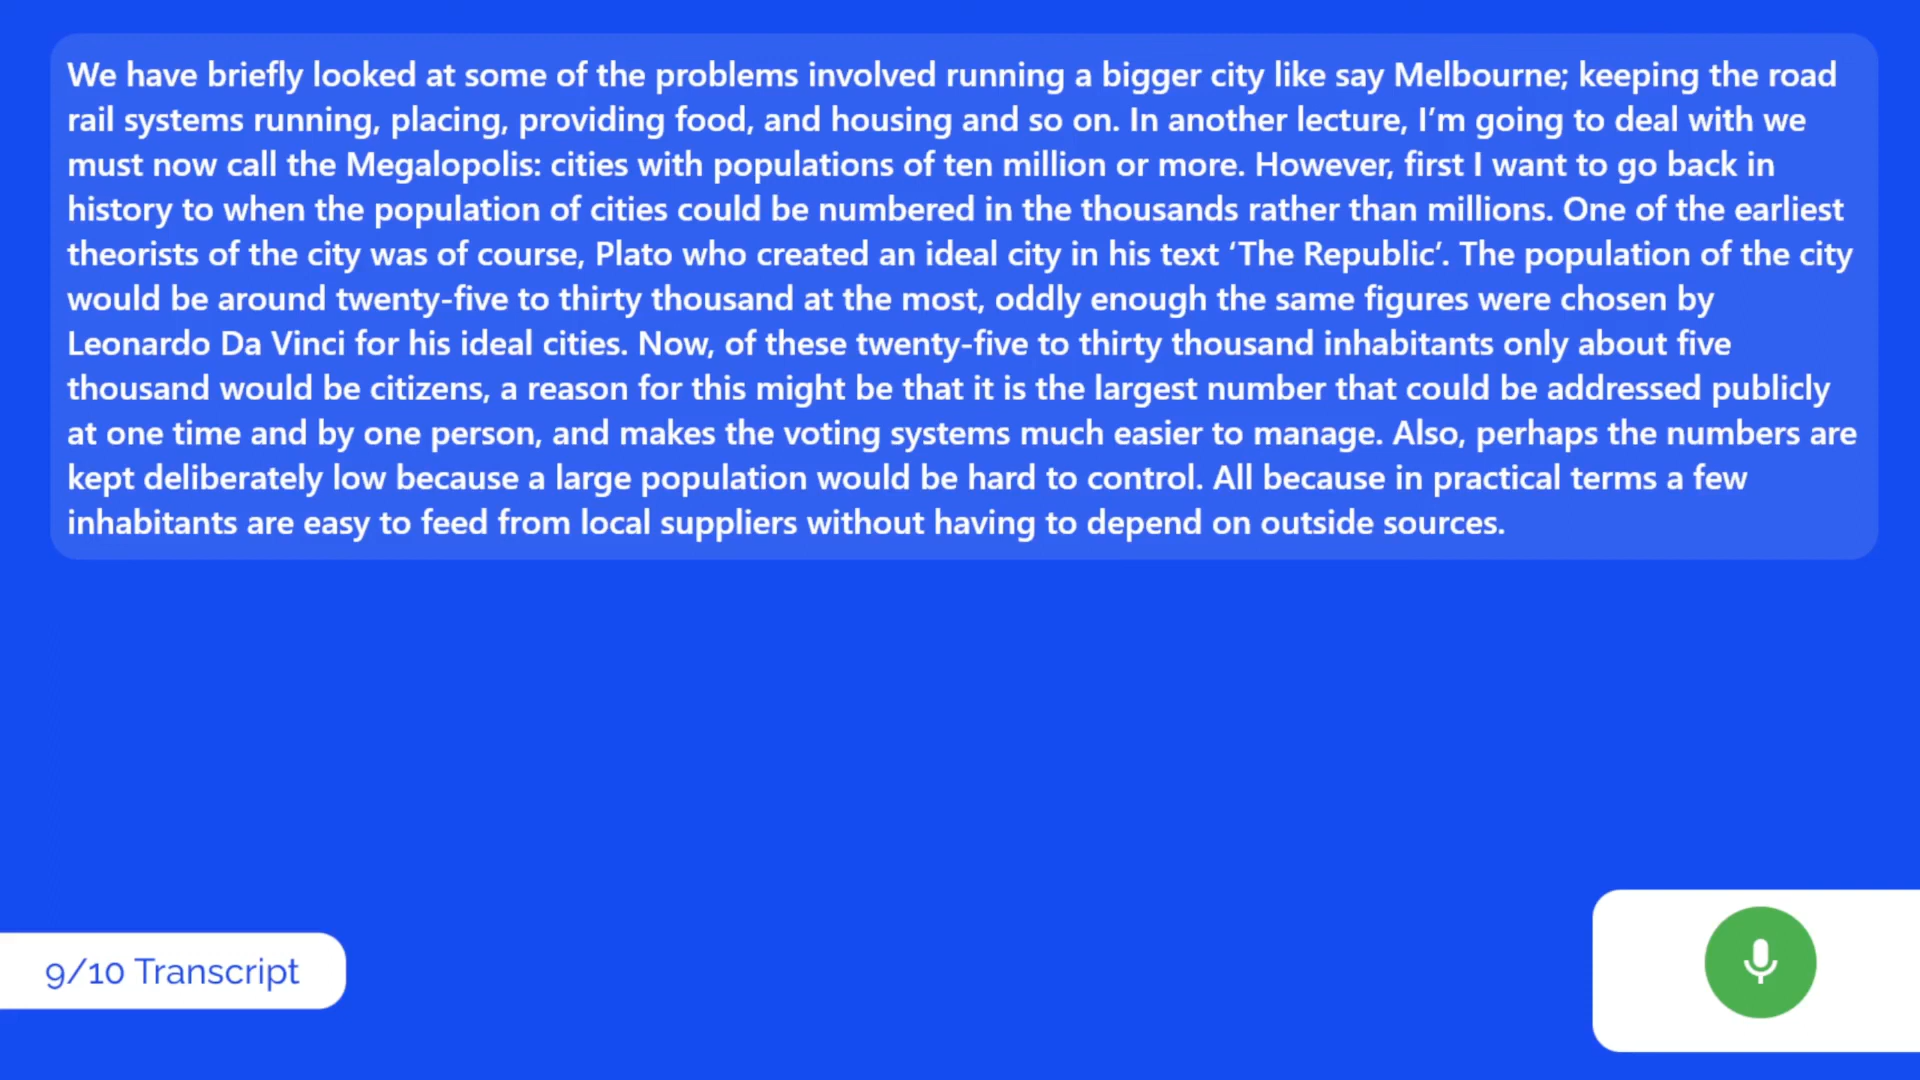 We have briefly looked at some of the problems involved running a bigger city like say Melbourne; keeping the road
rail systems running, placing, providing food, and housing and so on. In another lecture, I’m going to deal with we
must now call the Megalopolis: cities with populations of ten million or more. However, first I want to go back in
history to when the population of cities could be numbered in the thousands rather than millions. One of the earliest
theorists of the city was of course, Plato who created an ideal city in his text ‘The Republic’. The population of the city
would be around twenty-five to thirty thousand at the most, oddly enough the same figures were chosen by
Leonardo Da Vinci for his ideal cities. Now, of these twenty-five to thirty thousand inhabitants only about five
thousand would be citizens, a reason for this might be that it is the largest number that could be addressed publicly
at one time and by one person, and makes the voting systems much easier to manage. Also, perhaps the numbers are
kept deliberately low because a large population would be hard to control. All because in practical terms a few
inhabitants are easy to feed from local suppliers without having to depend on outside sources.
9/10 Transcript